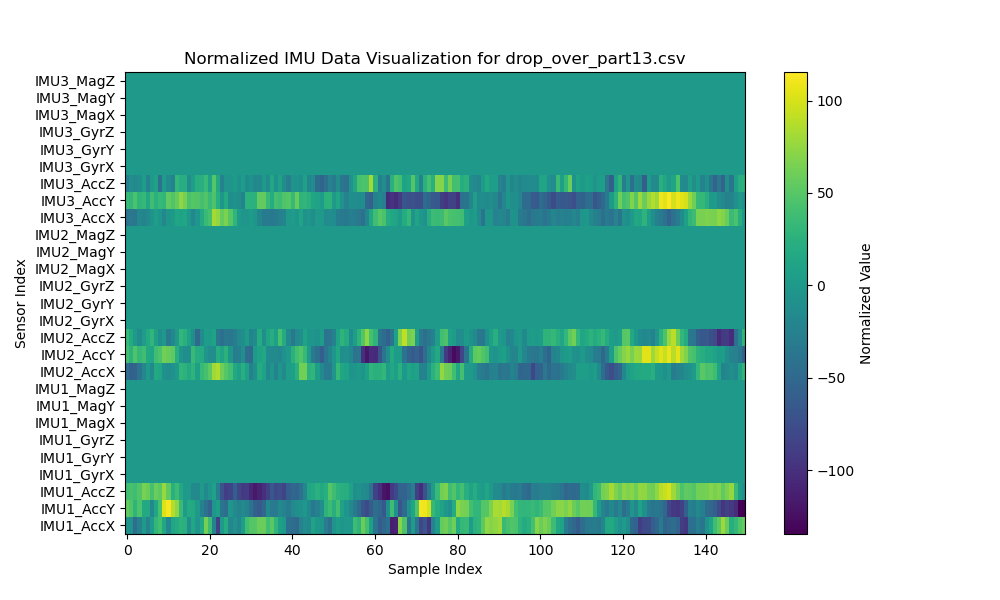 Normalized IMU Data Visualization for drop_over_part13.csv
IMU3_MagZ
IMU3_MagY
IMU3_MagX
IMU3_GyrZ
IMU3_GyrY
IMU3_GyrX
IMU3_AccZ
IMU3_AccY
IMU3_AccX
IMU2_MagZ
IMU2_MagY
IMU2_MagX
IMU2_GyrZ
IMU2_GyrY
IMU2_GyrX
IMU2_AccZ
IMU2_AccY
IMU2_AccX
IMU1_MagZ
IMU1_MagY
IMU1_MagX
IMU1_GyrZ
IMU1_GyrY
IMU1_GyrX
IMU1_AccZ
IMU1_AccY
IMU1_AccX
Sensor Index
0 20 40 60 80 100 120 140
Sample Index
100
50
0
−50
−100
Normalized Value